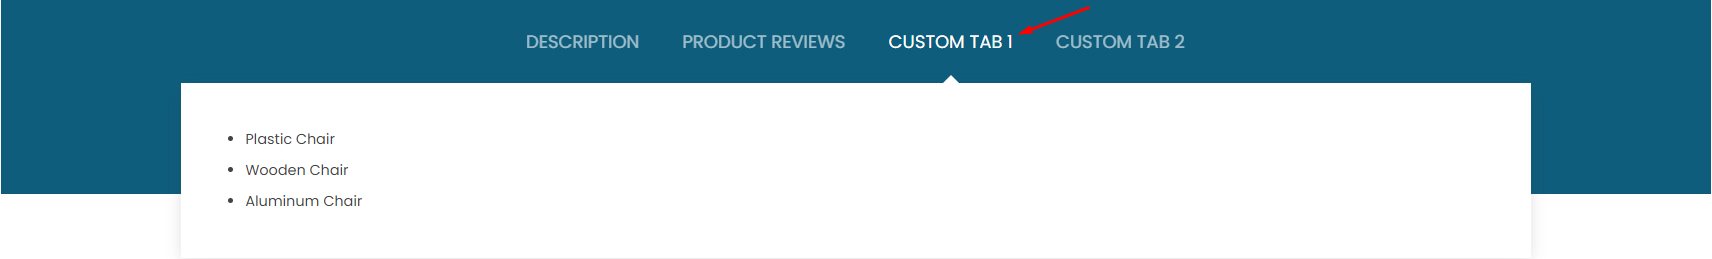 DESCRIPTION PRODUCT REVIEWS CUSTOM TAB 1 CUSTOM TAB 2
Plastic Chair
Wooden Chair
Aluminum Chair